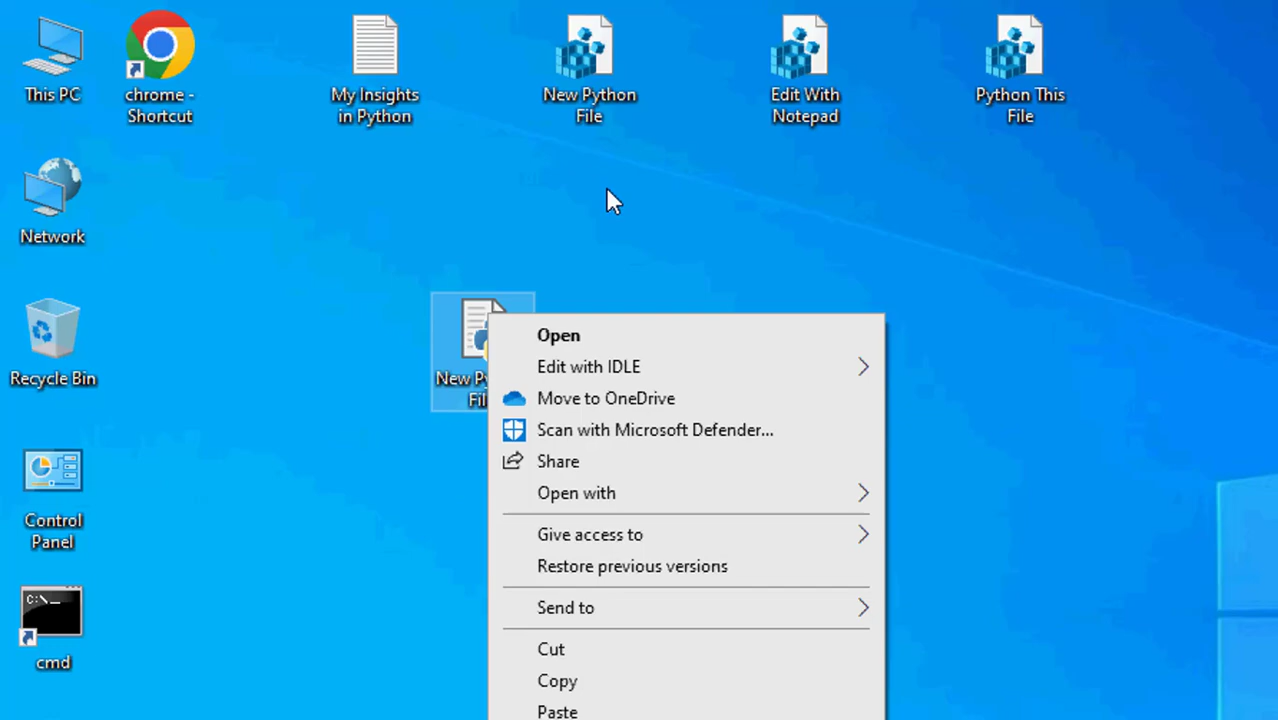 This PC
chrome -
Shortcut
My Insights
in Python
New Python
File
Edit With
Notepad
Python This
File
Network
Recycle Bin
New Py
Fil
Control
Panel
C:\_
cmd
Open
Edit with IDLE
Move to OneDrive
Scan with Microsoft Defender...
Share
Open with
Give access to
Restore previous versions
Send to
Cut
Copy
Paste